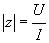 |z| = U/I